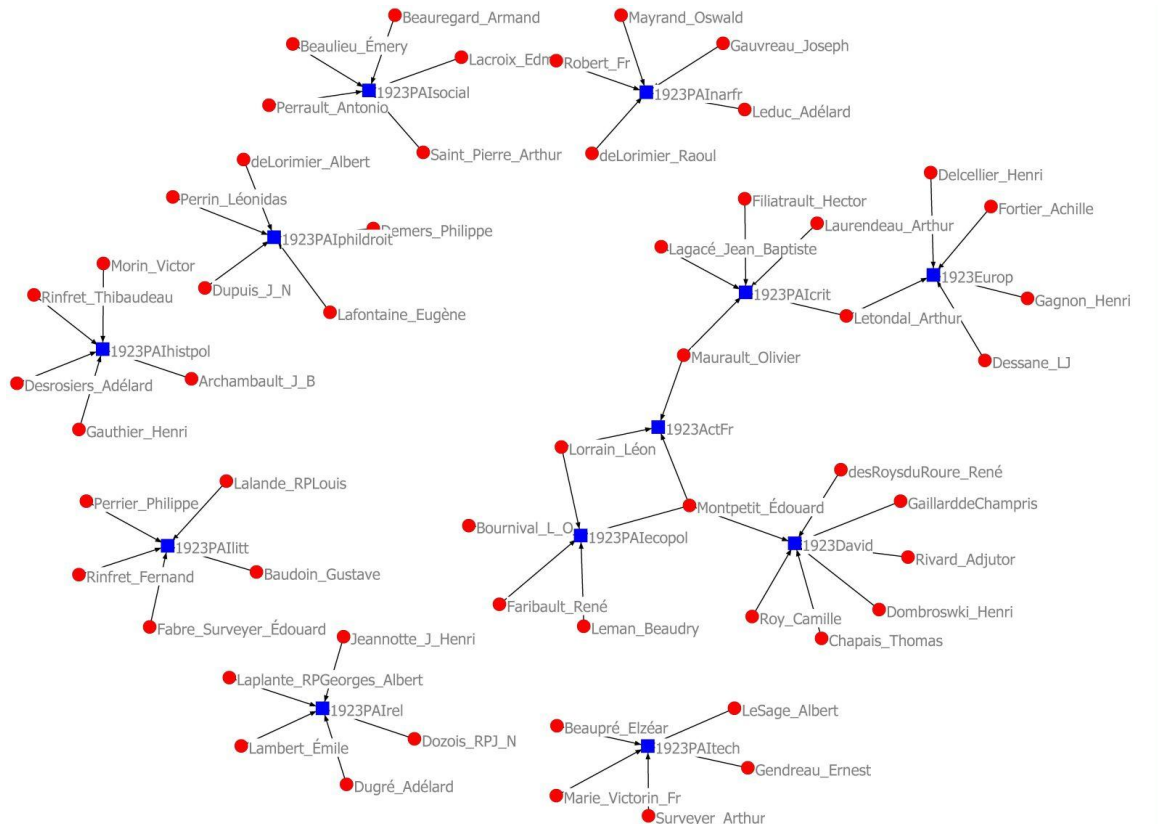 Beauregard_Armand
Mayrand_Oswald
Beaulieu_Émery
Gauvreau_Joseph
Lacroix_Edm
Robert_Fr
1923PAIsocial
1923PAInarfr
Perrault_Antonio
Leduc_Adélard
Saint_Pierre_Arthur
deLorimier_Raoul
deLorimier_Albert
Delcellier_Henri
Perrin_Léonidas
Filiatrault_Hector
Fortier_Achille
Laurendeau_Arthur
Demers_Philippe
1923PAIphildroit
Lagacé_Jean_Baptiste
Morin_Victor
1923Europ
Dupuis_J_N
1923PAIcrit
Rinfret_Thibaudeau
Gagnon_Henri
Lafontaine_Eugène
Letondal_Arthur
1923PAIhistpol
Maurault_Olivier
Dessane_LJ
Desrosiers_Adélard
Archambault_J_B
Gauthier_Henri
1923ActFr
Lorrain_Léon
desRoysduRoure_René
Lalande_RPLouis
Perrier_Philippe
Montpetit_Édouard
GaillarddeChampris
Bournival_L_O
1923PAIecopol
1923PAIlitt
1923David
Rivard_Adjutor
Rinfret_Fernand
Baudoin_Gustave
Faribault_René
Dombroswki_Henri
Roy_Camille
Fabre_Surveyer_Édouard
Leman_Beaudry
Jeannotte_J_Henri
Chapais_Thomas
Laplante_RPGeorges_Albert
1923PAIrel
LeSage_Albert
Beaupré_Elzéar
Lambert_Émile
Dozois_RPJ_N
1923PAItech
Gendreau_Ernest
Dugré_Adélard
Marie_Victorin_Fr
Surveyer_Arthur